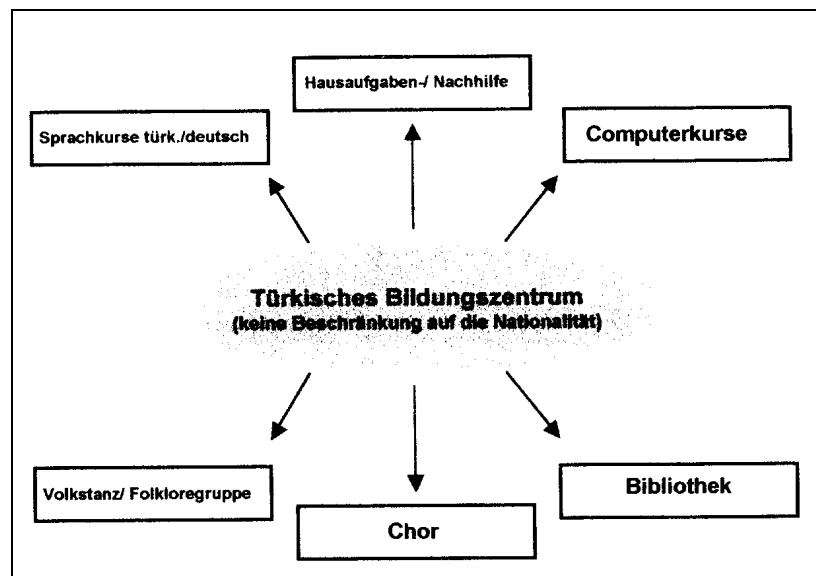 Hausaufgaben-/ Nachhilfe
Sprachkurse türk./deutsch
Computerkurse
Türkisches Bildungszentrum
(keine Beschränkung auf die Nationalität)
Volkstanz/ Folkloregruppe
Chor
Bibliothek